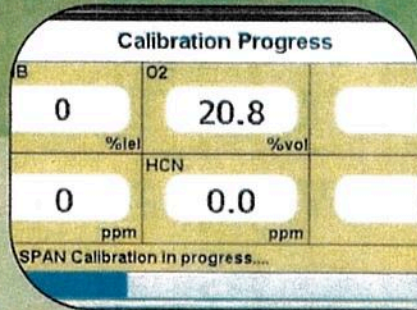 Calibration Progress
B O2
0 20.8
%lel %vol
HCN
0 0.0
ppm ppm
SPAN Calibration in progress....